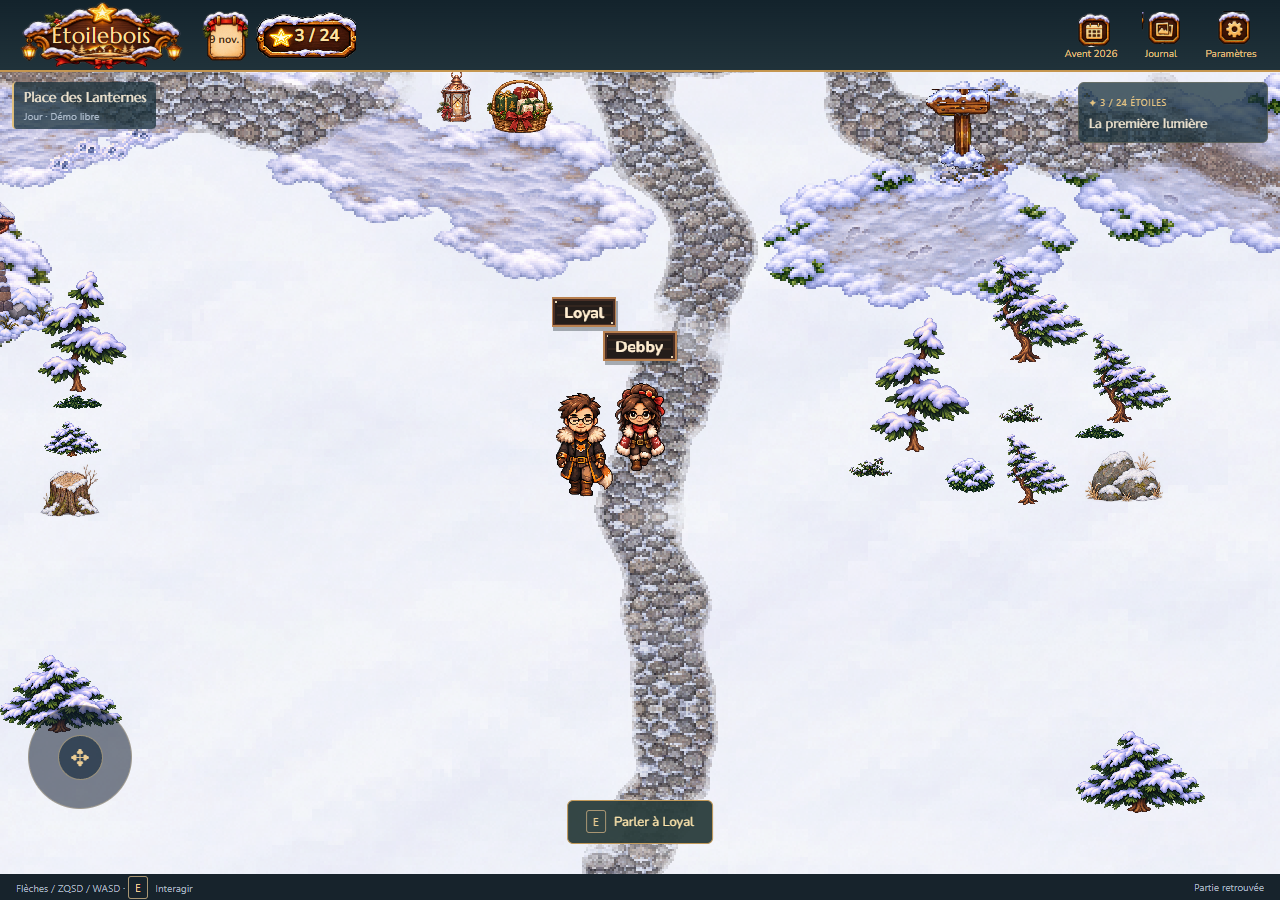 Etoilebois
9 nov.
3 / 24
Avent 2026
Journal
Paramètres
Place des Lanternes
Jour · Démo libre
✦ 3 / 24 ÉTOILES
La première lumière
Loyal
Debby
E Parler à Loyal
Flèches / ZQSD / WASD · E Interagir
Partie retrouvée